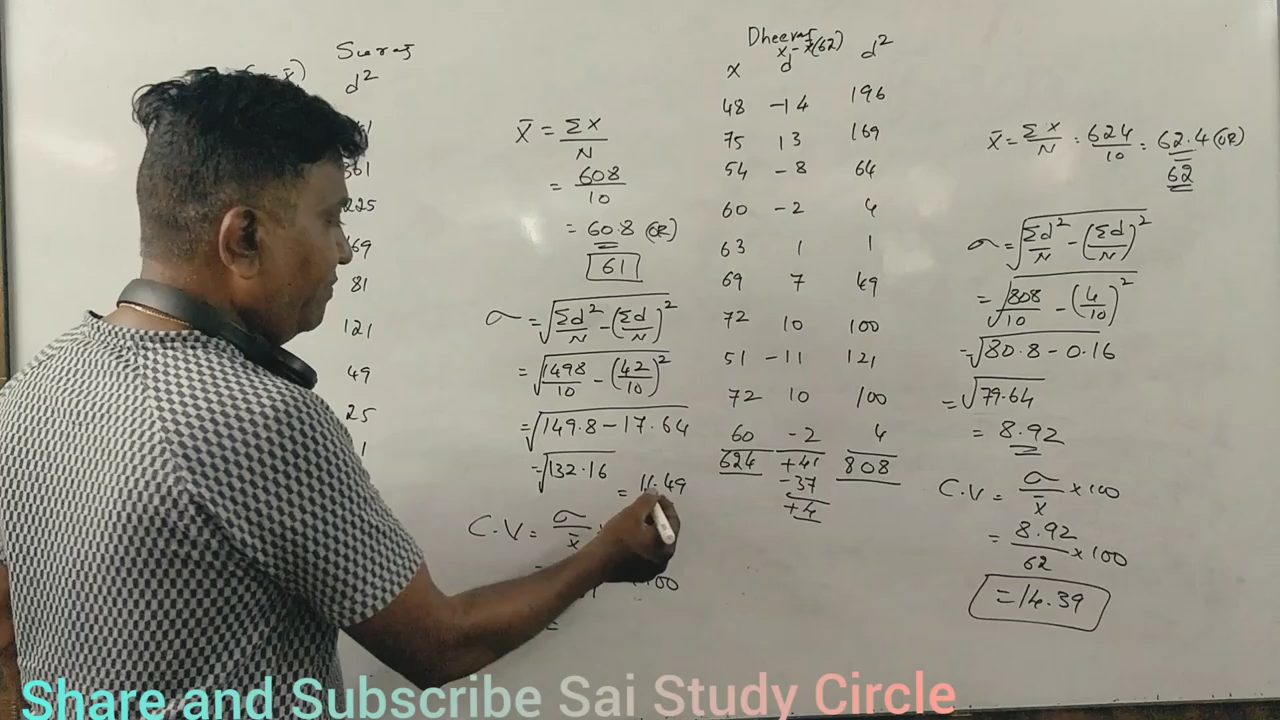 Suraj
x̄)
d²
361
225
169
81
121
49
25
1
X̄ = ΣX/N
= 608/10
= 60.8 (OR)
61
σ = √(Σd²/N − (Σd/N)²)
= √(1498/10 − (42/10)²)
= √149.8 − 17.64
= √132.16
= 11.49
C.V = σ/x̄
=
100
=
Dheeraj
x d x − x̄(62) d²
48 −14 196
75 13 169
54 −8 64
60 −2 4
63 1 1
69 7 49
72 10 100
51 −11 121
72 10 100
60 −2 4
624 +41 808
−37
+4
X̄ = ΣX/N = 624/10 = 62.4 (OR)
62
σ = √(Σd²/N − (Σd/N)²)
= √(808/10 − (4/10)²)
= √80.8 − 0.16
= √79.64
= 8.92
C.V = σ/x̄ × 100
= 8.92/62 × 100
= 14.39
Share and Subscribe Sai Study Circle